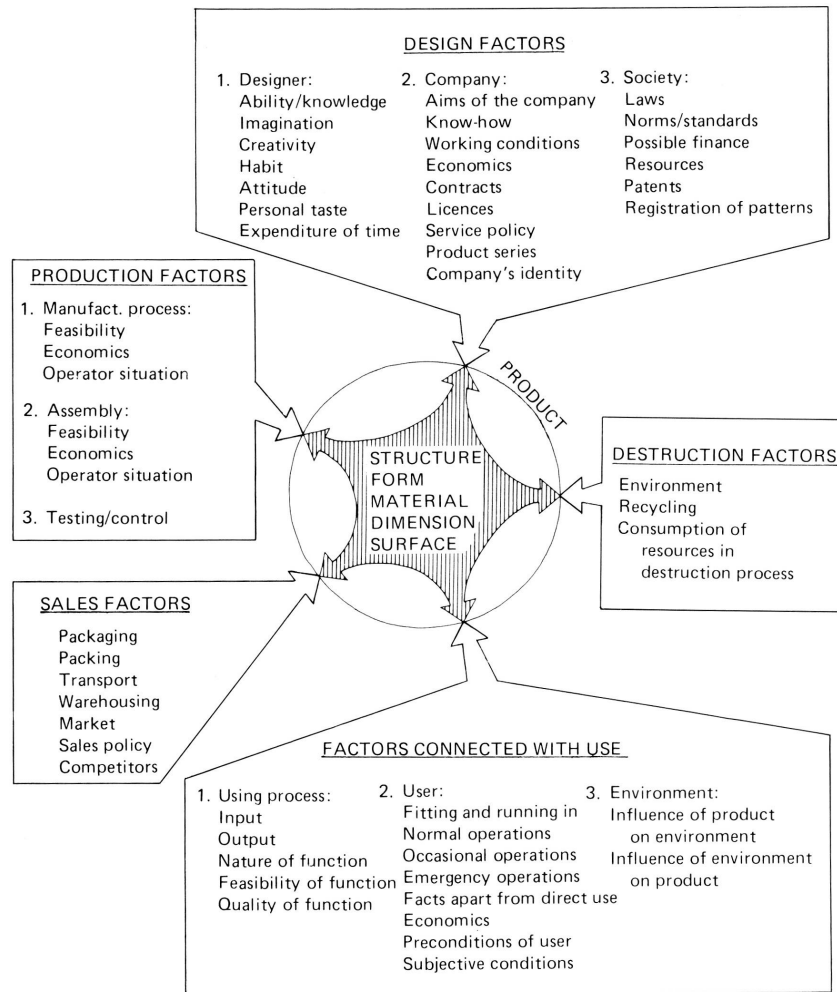 DESIGN FACTORS
1. Designer:
Ability/knowledge
Imagination
Creativity
Habit
Attitude
Personal taste
Expenditure of time
2. Company:
Aims of the company
Know-how
Working conditions
Economics
Contracts
Licences
Service policy
Product series
Company's identity
3. Society:
Laws
Norms/standards
Possible finance
Resources
Patents
Registration of patterns
PRODUCTION FACTORS
1. Manufact. process:
Feasibility
Economics
Operator situation
2. Assembly:
Feasibility
Economics
Operator situation
3. Testing/control
PRODUCT
STRUCTURE
FORM
MATERIAL
DIMENSION
SURFACE
DESTRUCTION FACTORS
Environment
Recycling
Consumption of
resources in
destruction process
SALES FACTORS
Packaging
Packing
Transport
Warehousing
Market
Sales policy
Competitors
FACTORS CONNECTED WITH USE
1. Using process:
Input
Output
Nature of function
Feasibility of function
Quality of function
2. User:
Fitting and running in
Normal operations
Occasional operations
Emergency operations
Facts apart from direct use
Economics
Preconditions of user
Subjective conditions
3. Environment:
Influence of product
on environment
Influence of environment
on product